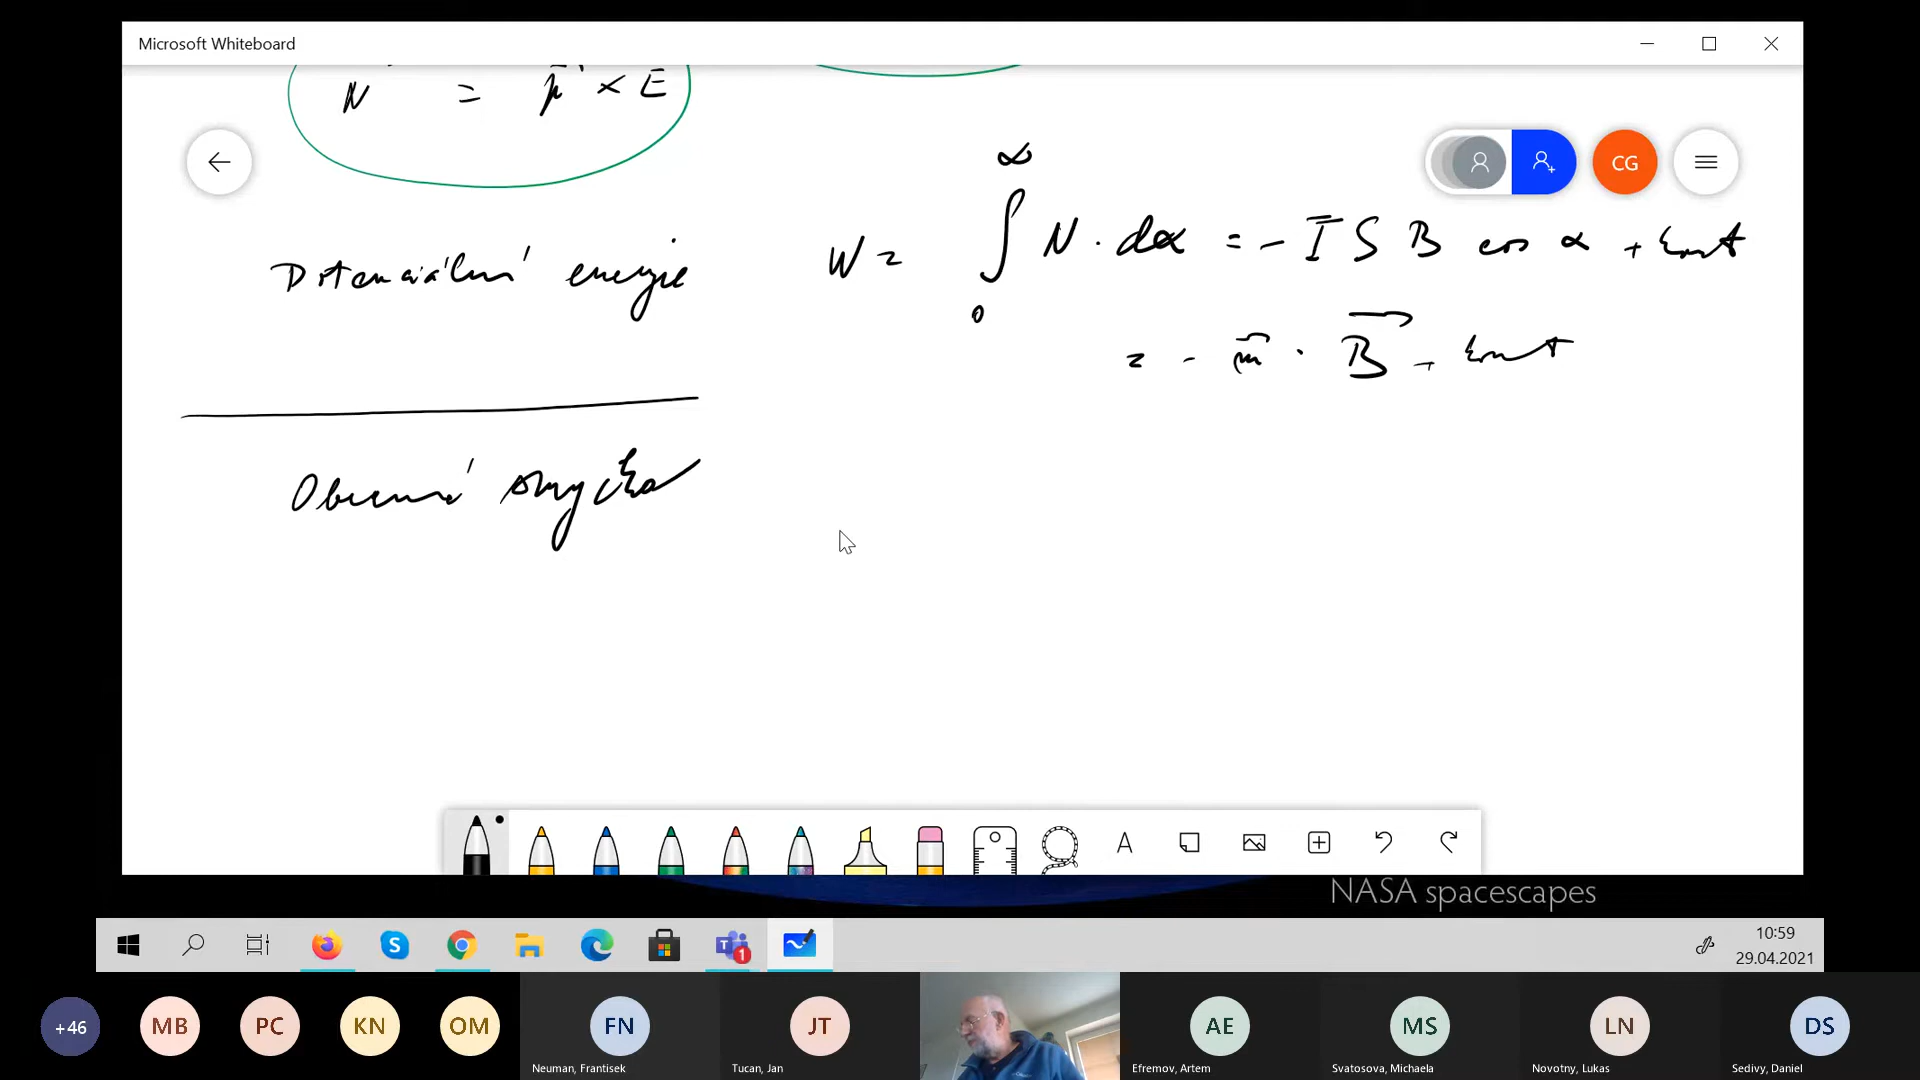 Microsoft Whiteboard
N = p × E
CG
Potenciální energie
W = ∫ N · dα = - I S B cos α + konst
α
0
= - m · B + konst
Obecná smyčka
A
NASA spacescapes
S
T
1
10:59
29.04.2021
+46
MB
PC
KN
OM
FN
Neuman, Frantisek
JT
Tucan, Jan
AE
Efremov, Artem
MS
Svatosova, Michaela
LN
Novotny, Lukas
DS
Sedivy, Daniel